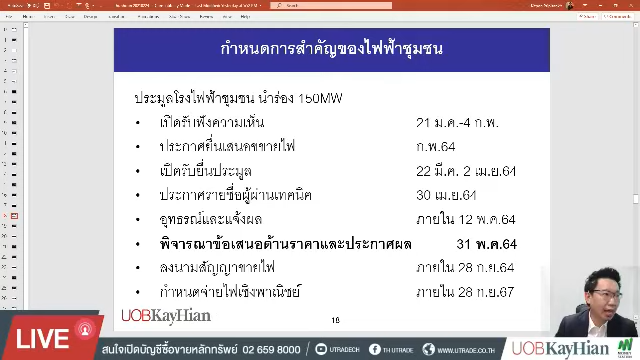 กำหนดการสำคัญของไฟฟ้าชุมชน
ประมูลโรงไฟฟ้าชุมชน นำร่อง 150MW
• เปิดรับฟังความเห็น 21 ม.ค.-4 ก.พ.
• ประกาศยื่นเสนอขายไฟ ก.พ.64
• เปิดรับยื่นประมูล 22 มี.ค. 2 เม.ย.64
• ประกาศรายชื่อผู้ผ่านเทคนิค 30 เม.ย.64
• อุทธรณ์และแจ้งผล ภายใน 12 พ.ค.64
• พิจารณาข้อเสนอด้านราคาและประกาศผล 31 พ.ค.64
• ลงนามสัญญาขายไฟ ภายใน 28 ก.ย.64
• กำหนดจ่ายไฟเชิงพาณิชย์ ภายใน 28 ก.ย.67
UOBKayHian
18
LIVE
UOBKayHian
สนใจเปิดบัญชีซื้อขายหลักทรัพย์ 02 659 8000 UTRADECH TH UTRADE WWW.UTRADE.CO.TH